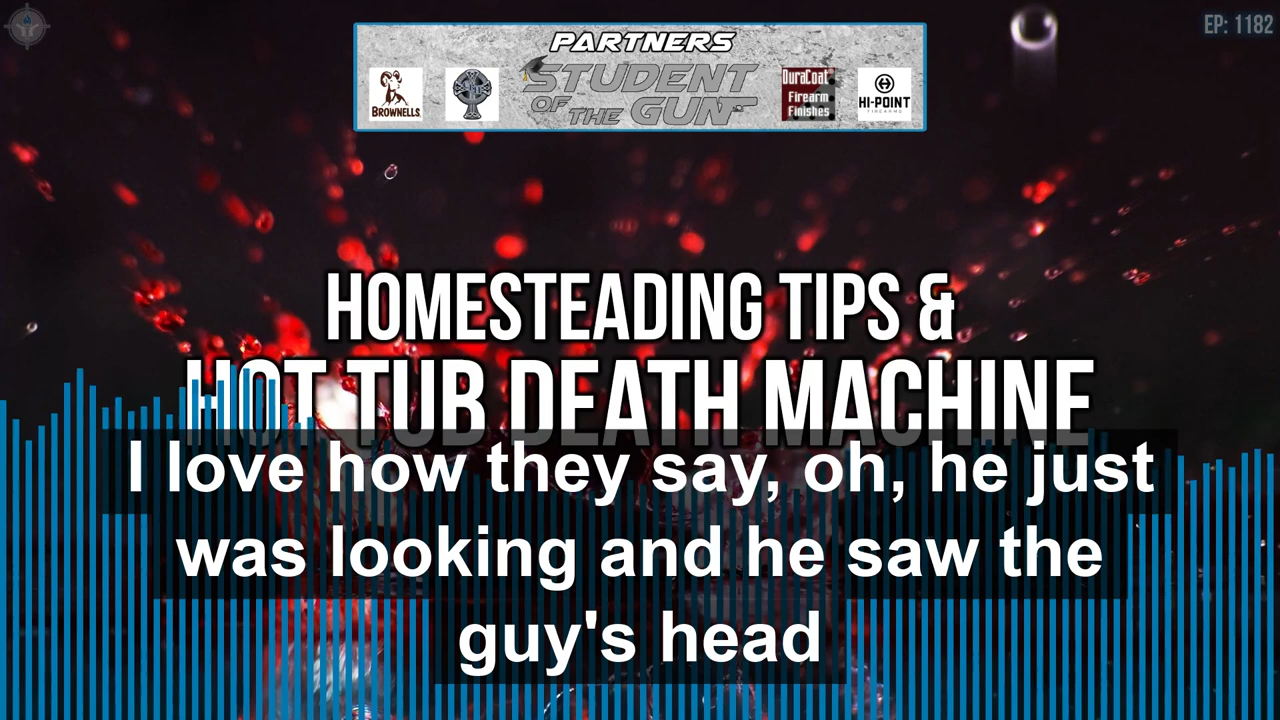 EP: 1182
PARTNERS
STUDENT
OF THE GUN
BROWNELLS
DuraCoat
Firearm
Finishes
HI-POINT
FIREARMS
HOMESTEADING TIPS &
HOT TUB DEATH MACHINE
I love how they say, oh, he just
was looking and he saw the
guy's head